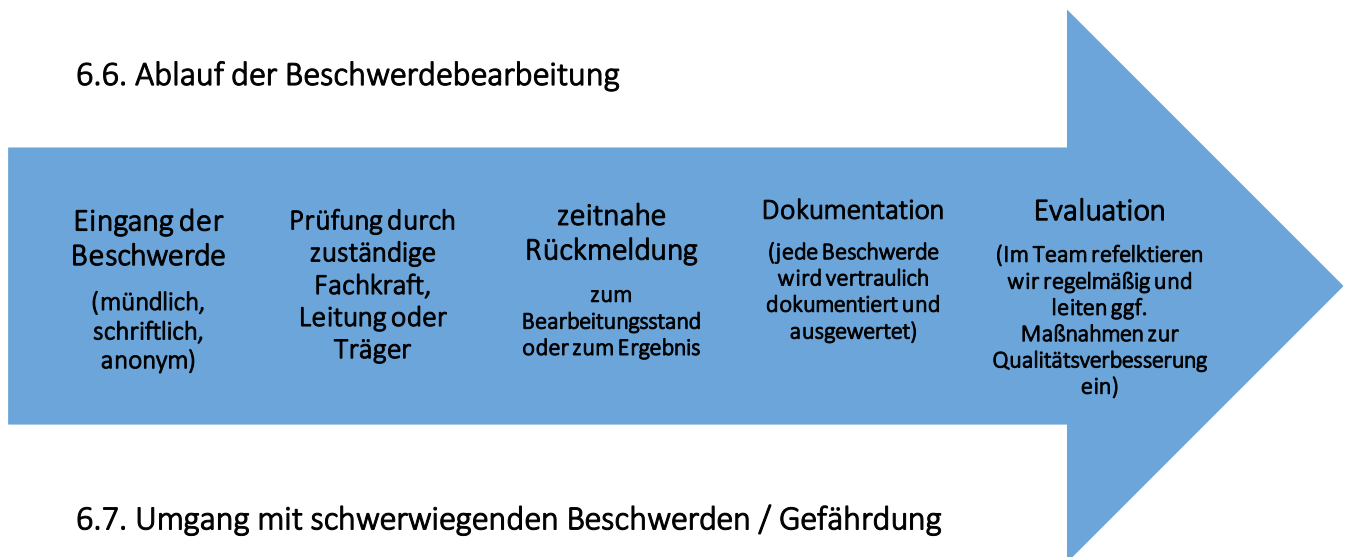 6.6. Ablauf der Beschwerdebearbeitung
Eingang der
Beschwerde
(mündlich,
schriftlich,
anonym)
Prüfung durch
zuständige
Fachkraft,
Leitung oder
Träger
zeitnahe
Rückmeldung
zum
Bearbeitungsstand
oder zum Ergebnis
Dokumentation
(jede Beschwerde
wird vertraulich
dokumentiert und
ausgewertet)
Evaluation
(Im Team refelktieren
wir regelmäßig und
leiten ggf.
Maßnahmen zur
Qualitätsverbesserung
ein)
6.7. Umgang mit schwerwiegenden Beschwerden / Gefährdung